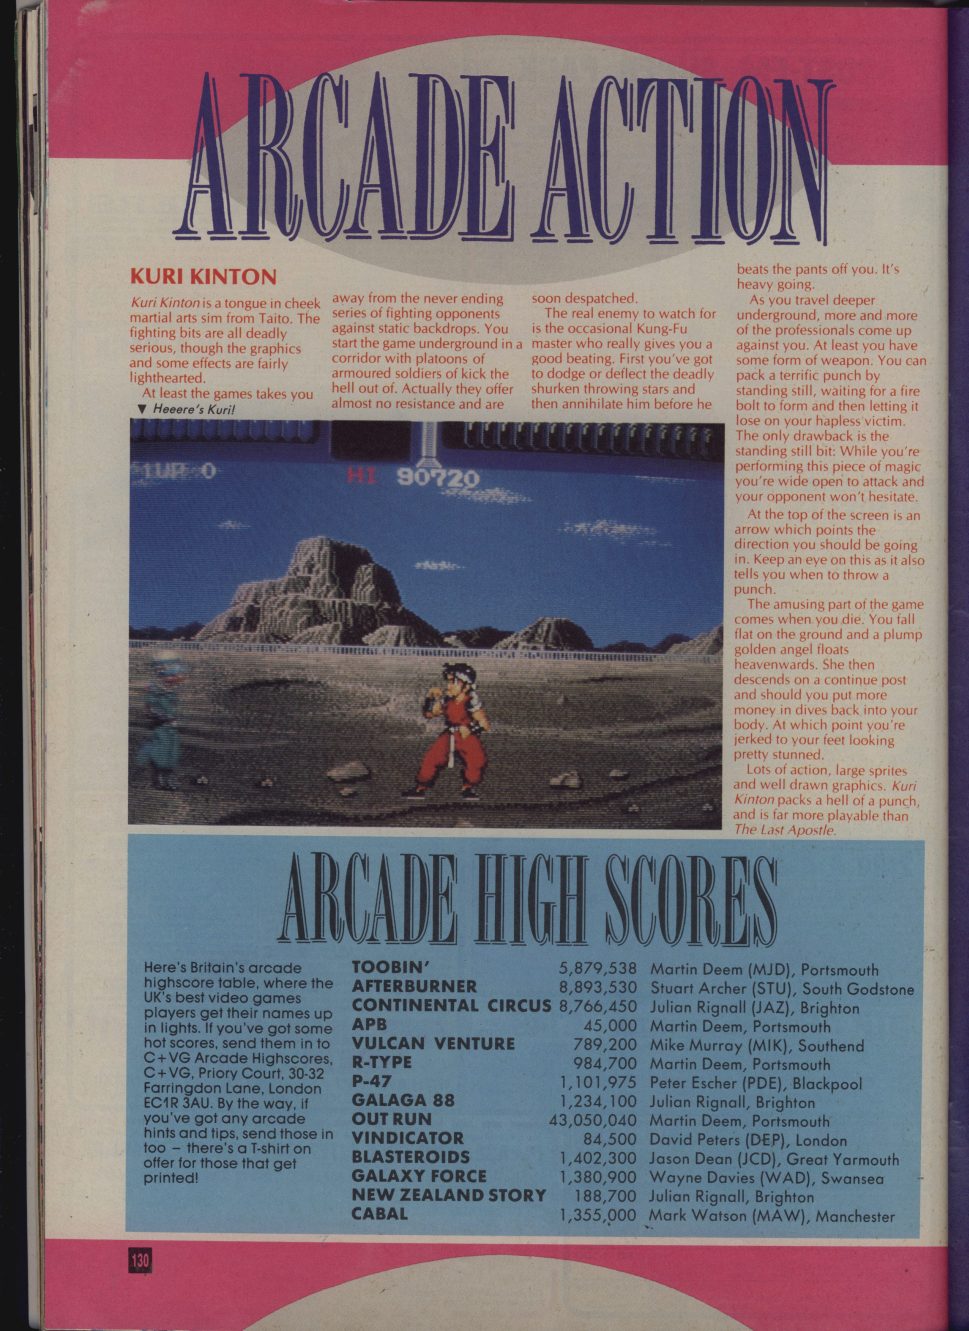 ARCADE ACTION
KURI KINTON
Kuri Kinton is a tongue in cheek
martial arts sim from Taito. The
fighting bits are all deadly
serious, though the graphics
and some effects are fairly
lighthearted.
At least the games takes you
▼ Heeere's Kuri!
away from the never ending
series of fighting opponents
against static backdrops. You
start the game underground in a
corridor with platoons of
armoured soldiers of kick the
hell out of. Actually they offer
almost no resistance and are
soon despatched.
The real enemy to watch for
is the occasional Kung-Fu
master who really gives you a
good beating. First you've got
to dodge or deflect the deadly
shurken throwing stars and
then annihilate him before he
beats the pants off you. It's
heavy going.
As you travel deeper
underground, more and more
of the professionals come up
against you. At least you have
some form of weapon. You can
pack a terrific punch by
standing still, waiting for a fire
bolt to form and then letting it
lose on your hapless victim.
The only drawback is the
standing still bit: While you're
performing this piece of magic
you're wide open to attack and
your opponent won't hesitate.
At the top of the screen is an
arrow which points the
direction you should be going
in. Keep an eye on this as it also
tells you when to throw a
punch.
The amusing part of the game
comes when you die. You fall
flat on the ground and a plump
golden angel floats
heavenwards. She then
descends on a continue post
and should you put more
money in dives back into your
body. At which point you're
jerked to your feet looking
pretty stunned.
Lots of action, large sprites
and well drawn graphics. Kuri
Kinton packs a hell of a punch,
and is far more playable than
The Last Apostle.
1UP 0 HI 90720
ARCADE HIGH SCORES
Here's Britain's arcade
highscore table, where the
UK's best video games
players get their names up
in lights. If you've got some
hot scores, send them in to
C+VG Arcade Highscores,
C+VG, Priory Court, 30-32
Farringdon Lane, London
EC1R 3AU. By the way, if
you've got any arcade
hints and tips, send those in
too – there's a T-shirt on
offer for those that get
printed!
TOOBIN' 5,879,538 Martin Deem (MJD), Portsmouth
AFTERBURNER 8,893,530 Stuart Archer (STU), South Godstone
CONTINENTAL CIRCUS 8,766,450 Julian Rignall (JAZ), Brighton
APB 45,000 Martin Deem, Portsmouth
VULCAN VENTURE 789,200 Mike Murray (MIK), Southend
R-TYPE 984,700 Martin Deem, Portsmouth
P-47 1,101,975 Peter Escher (PDE), Blackpool
GALAGA 88 1,234,100 Julian Rignall, Brighton
OUT RUN 43,050,040 Martin Deem, Portsmouth
VINDICATOR 84,500 David Peters (DEP), London
BLASTEROIDS 1,402,300 Jason Dean (JCD), Great Yarmouth
GALAXY FORCE 1,380,900 Wayne Davies (WAD), Swansea
NEW ZEALAND STORY 188,700 Julian Rignall, Brighton
CABAL 1,355,000 Mark Watson (MAW), Manchester
130